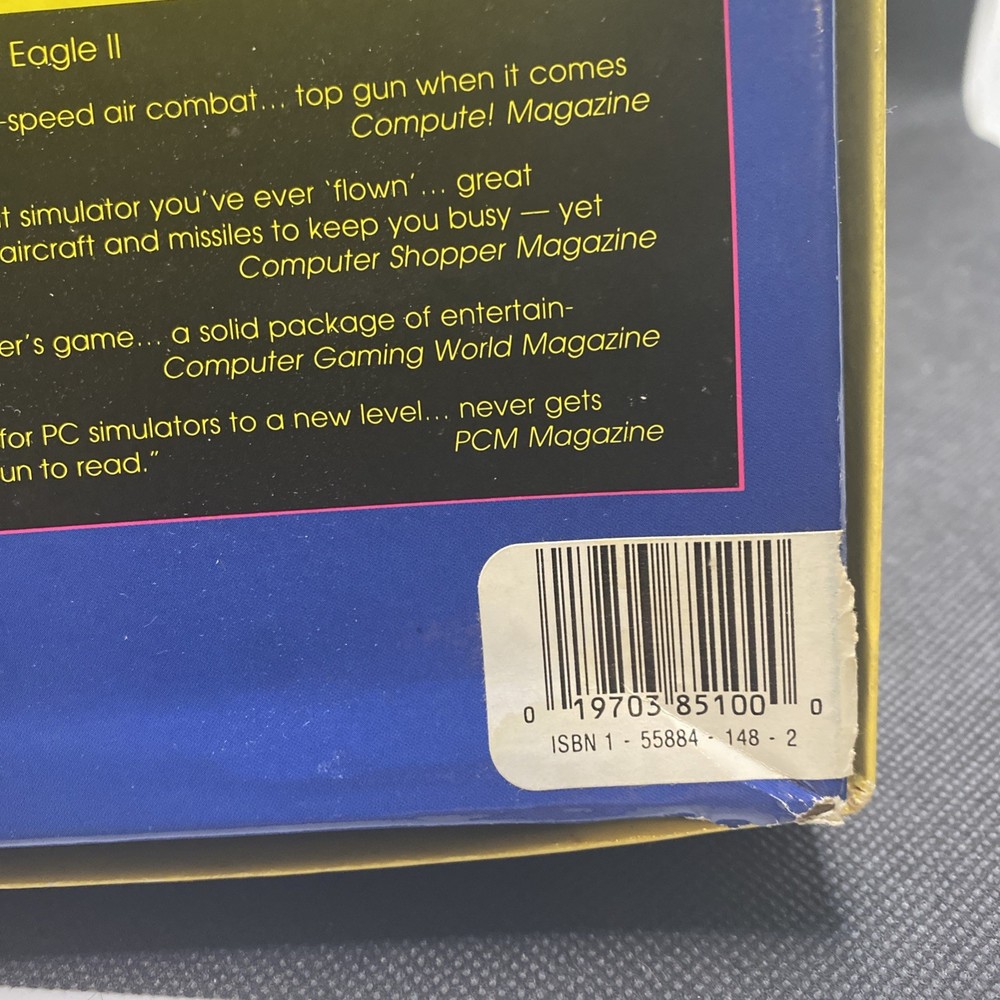 Eagle II
-speed air combat... top gun when it comes
Compute! Magazine
t simulator you've ever 'flown'... great
aircraft and missiles to keep you busy — yet
Computer Shopper Magazine
er's game... a solid package of entertain-
Computer Gaming World Magazine
for PC simulators to a new level... never gets
un to read."
PCM Magazine
0 19703 85100 0
ISBN 1 - 55884 - 148 - 2